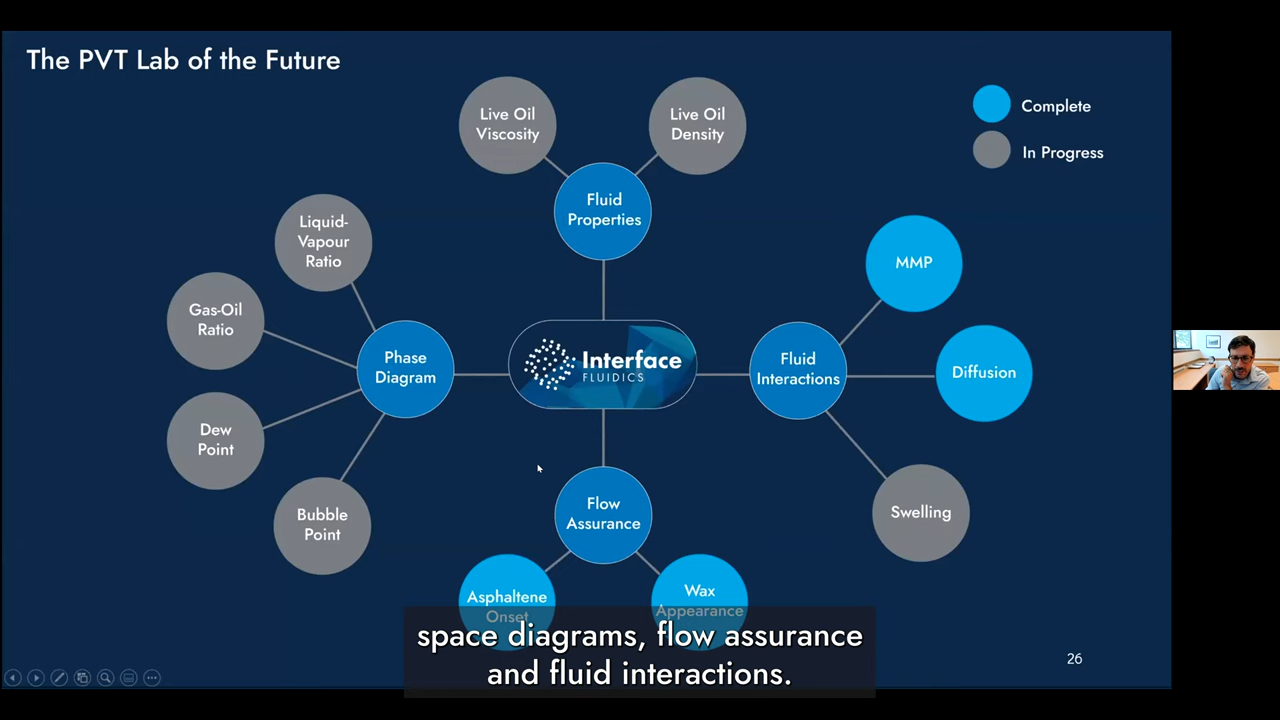 The PVT Lab of the Future
Live Oil
Viscosity
Live Oil
Density
Complete
In Progress
Fluid
Properties
Liquid-
Vapour
Ratio
MMP
Gas-Oil
Ratio
Phase
Diagram
Interface
FLUIDICS
Fluid
Interactions
Diffusion
Dew
Point
Bubble
Point
Flow
Assurance
Swelling
Asphaltene
Onset
Wax
Appearance
space diagrams, flow assurance
and fluid interactions.
26